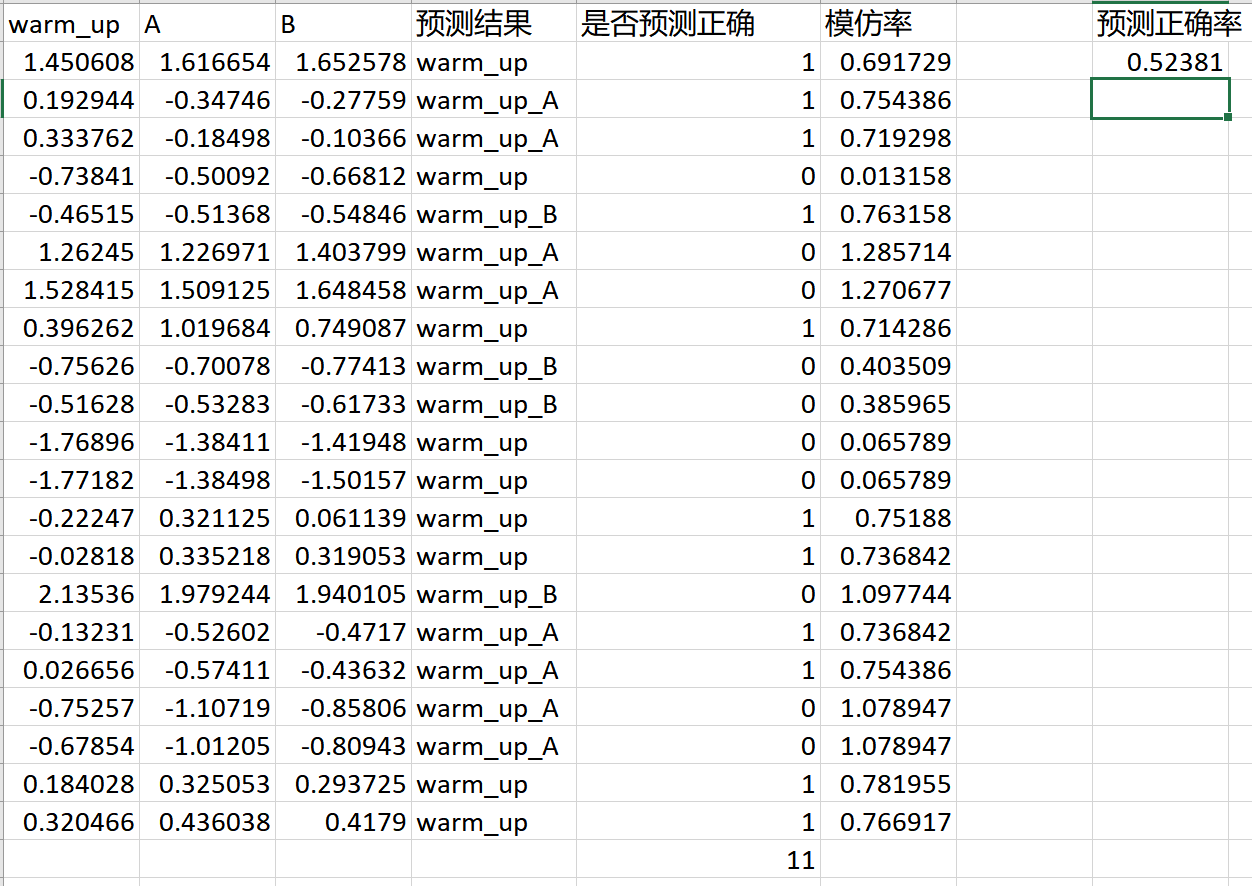 warm_up A B 预测结果 是否预测正确 模仿率 预测正确率
1.450608 1.616654 1.652578 warm_up 1 0.691729 0.52381
0.192944 -0.34746 -0.27759 warm_up_A 1 0.754386
0.333762 -0.18498 -0.10366 warm_up_A 1 0.719298
-0.73841 -0.50092 -0.66812 warm_up 0 0.013158
-0.46515 -0.51368 -0.54846 warm_up_B 1 0.763158
1.26245 1.226971 1.403799 warm_up_A 0 1.285714
1.528415 1.509125 1.648458 warm_up_A 0 1.270677
0.396262 1.019684 0.749087 warm_up 1 0.714286
-0.75626 -0.70078 -0.77413 warm_up_B 0 0.403509
-0.51628 -0.53283 -0.61733 warm_up_B 0 0.385965
-1.76896 -1.38411 -1.41948 warm_up 0 0.065789
-1.77182 -1.38498 -1.50157 warm_up 0 0.065789
-0.22247 0.321125 0.061139 warm_up 1 0.75188
-0.02818 0.335218 0.319053 warm_up 1 0.736842
2.13536 1.979244 1.940105 warm_up_B 0 1.097744
-0.13231 -0.52602 -0.4717 warm_up_A 1 0.736842
0.026656 -0.57411 -0.43632 warm_up_A 1 0.754386
-0.75257 -1.10719 -0.85806 warm_up_A 0 1.078947
-0.67854 -1.01205 -0.80943 warm_up_A 0 1.078947
0.184028 0.325053 0.293725 warm_up 1 0.781955
0.320466 0.436038 0.4179 warm_up 1 0.766917
11